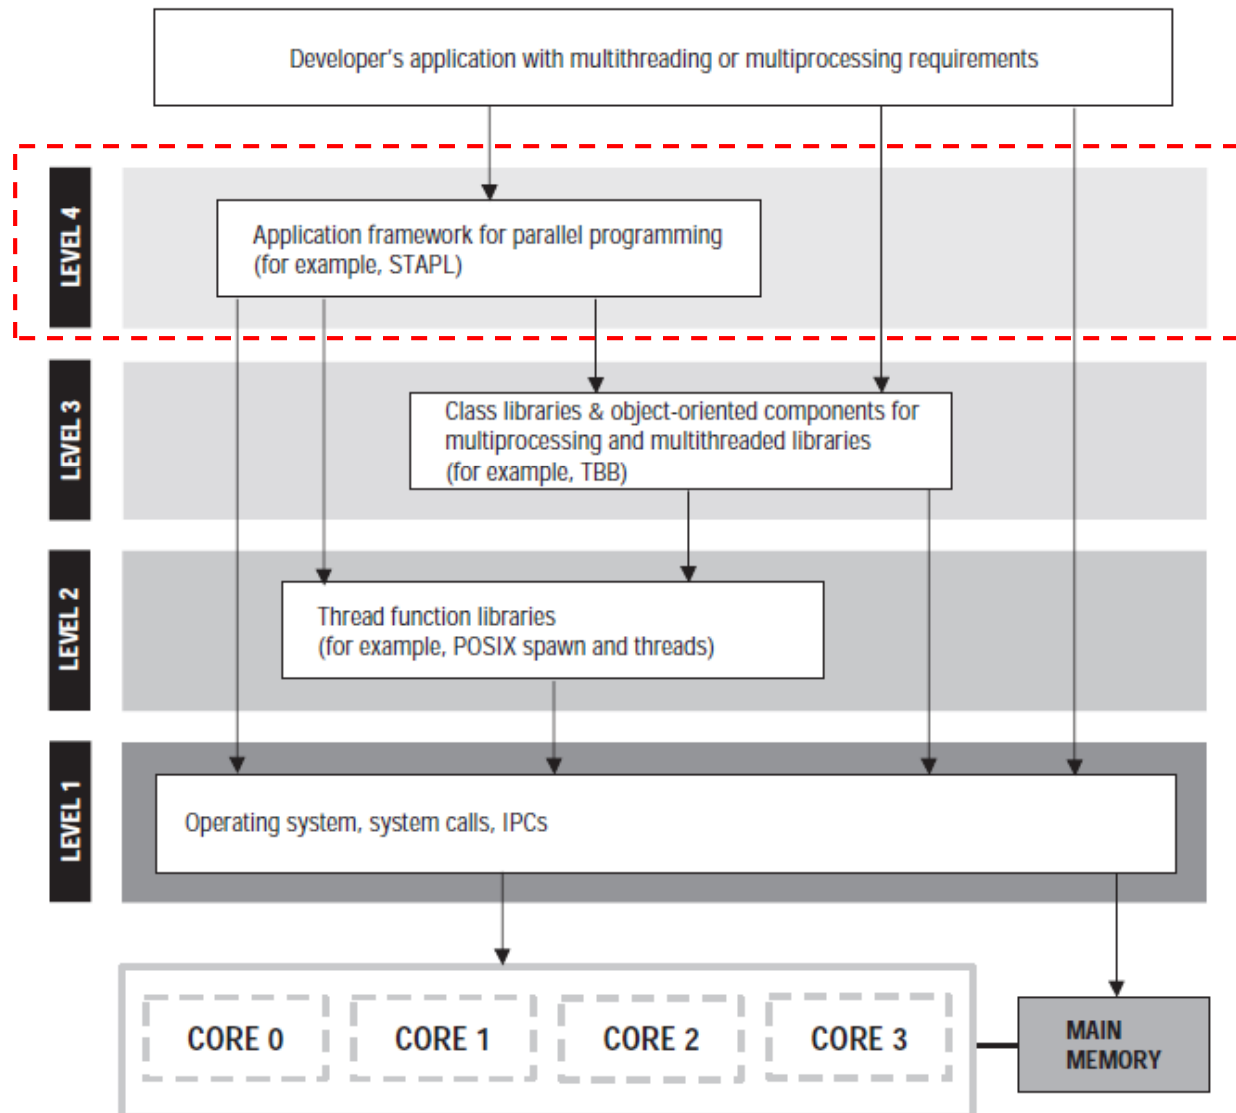 Developer's application with multithreading or multiprocessing requirements
LEVEL 4
Application framework for parallel programming
(for example, STAPL)
LEVEL 3
Class libraries & object-oriented components for
multiprocessing and multithreaded libraries
(for example, TBB)
LEVEL 2
Thread function libraries
(for example, POSIX spawn and threads)
LEVEL 1
Operating system, system calls, IPCs
CORE 0
CORE 1
CORE 2
CORE 3
MAIN
MEMORY